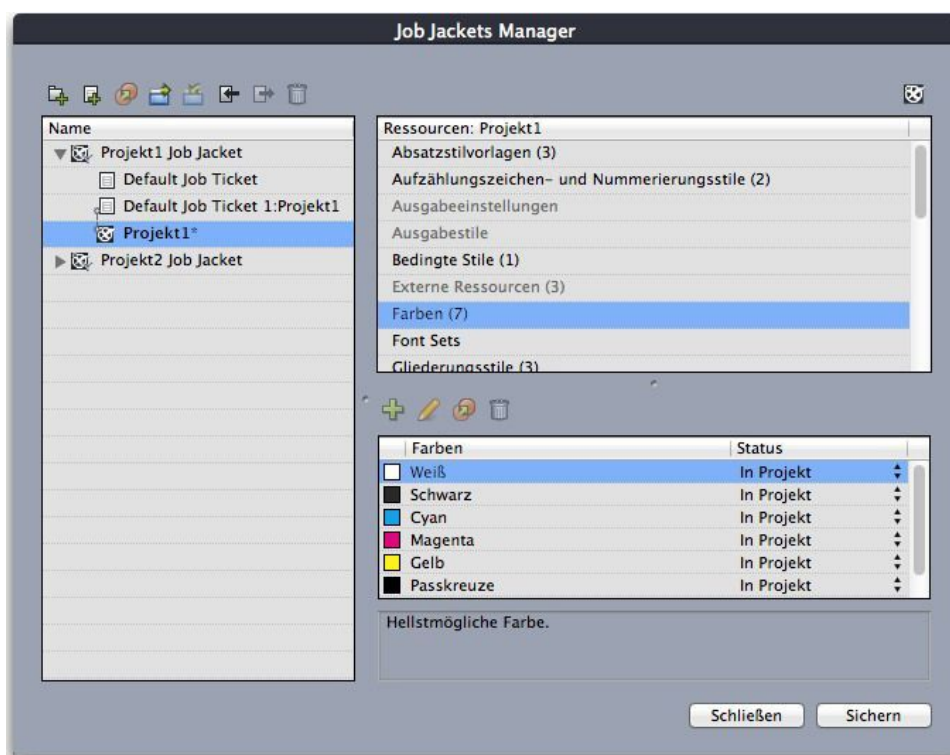 Job Jackets Manager
Name
Projekt1 Job Jacket
Default Job Ticket
Default Job Ticket 1:Projekt1
Projekt1*
Projekt2 Job Jacket
Ressourcen: Projekt1
Absatzstilvorlagen (3)
Aufzählungszeichen- und Nummerierungsstile (2)
Ausgabeeinstellungen
Ausgabestile
Bedingte Stile (1)
Externe Ressourcen (3)
Farben (7)
Font Sets
Gliederungsstile (3)
Farben Status
Weiß In Projekt
Schwarz In Projekt
Cyan In Projekt
Magenta In Projekt
Gelb In Projekt
Passkreuze In Projekt
Hellstmögliche Farbe.
Schließen Sichern